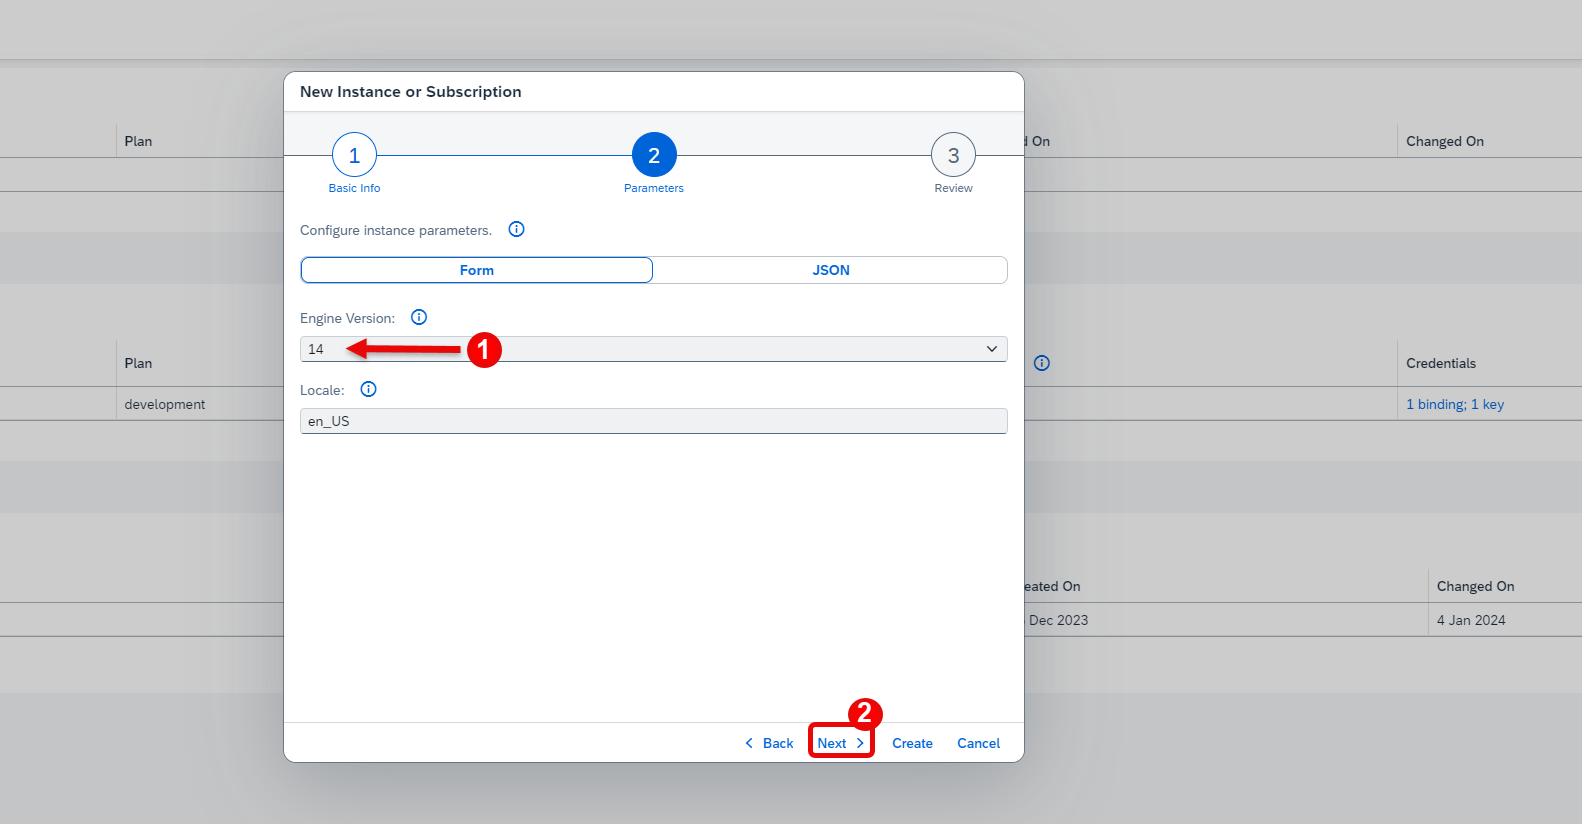 New Instance or Subscription
1
2
3
Basic Info
Parameters
Review
Plan
d On
Changed On
Configure instance parameters.
Form
JSON
Engine Version:
14
1
Plan
Credentials
Locale:
en_US
development
1 binding; 1 key
eated On
Changed On
Dec 2023
4 Jan 2024
2
Back
Next
Create
Cancel